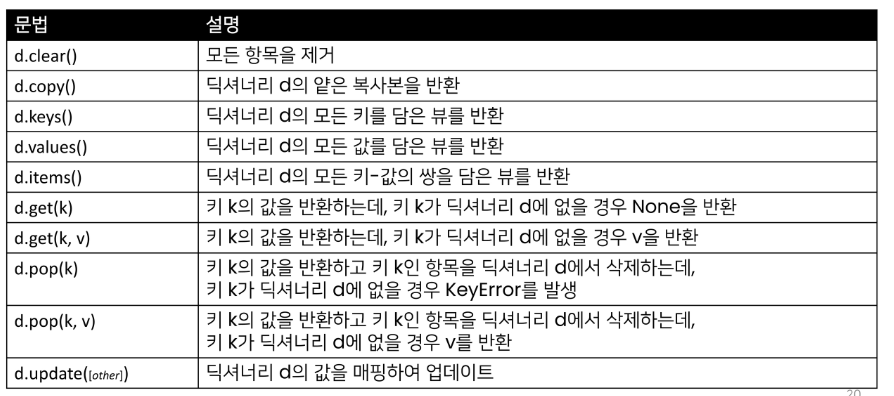 문법 설명
d.clear() 모든 항목을 제거
d.copy() 딕셔너리 d의 얕은 복사본을 반환
d.keys() 딕셔너리 d의 모든 키를 담은 뷰를 반환
d.values() 딕셔너리 d의 모든 값를 담은 뷰를 반환
d.items() 딕셔너리 d의 모든 키-값의 쌍을 담은 뷰를 반환
d.get(k) 키 k의 값을 반환하는데, 키 k가 딕셔너리 d에 없을 경우 None을 반환
d.get(k, v) 키 k의 값을 반환하는데, 키 k가 딕셔너리 d에 없을 경우 v을 반환
d.pop(k) 키 k의 값을 반환하고 키 k인 항목을 딕셔너리 d에서 삭제하는데,
키 k가 딕셔너리 d에 없을 경우 KeyError를 발생
d.pop(k, v) 키 k의 값을 반환하고 키 k인 항목을 딕셔너리 d에서 삭제하는데,
키 k가 딕셔너리 d에 없을 경우 v를 반환
d.update([other]) 딕셔너리 d의 값을 매핑하여 업데이트
20